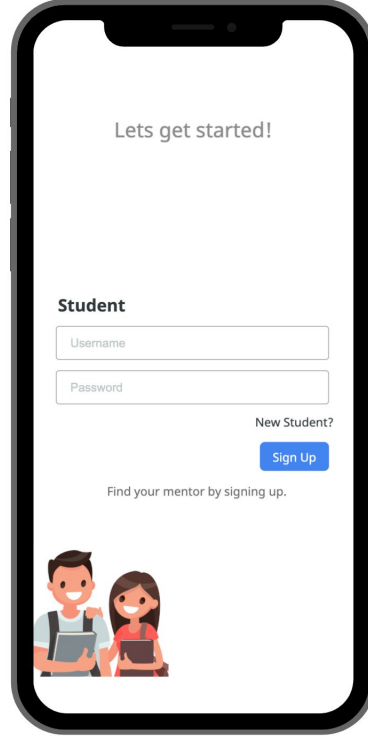 Lets get started!
Student
Username
Password
New Student?
Sign Up
Find your mentor by signing up.